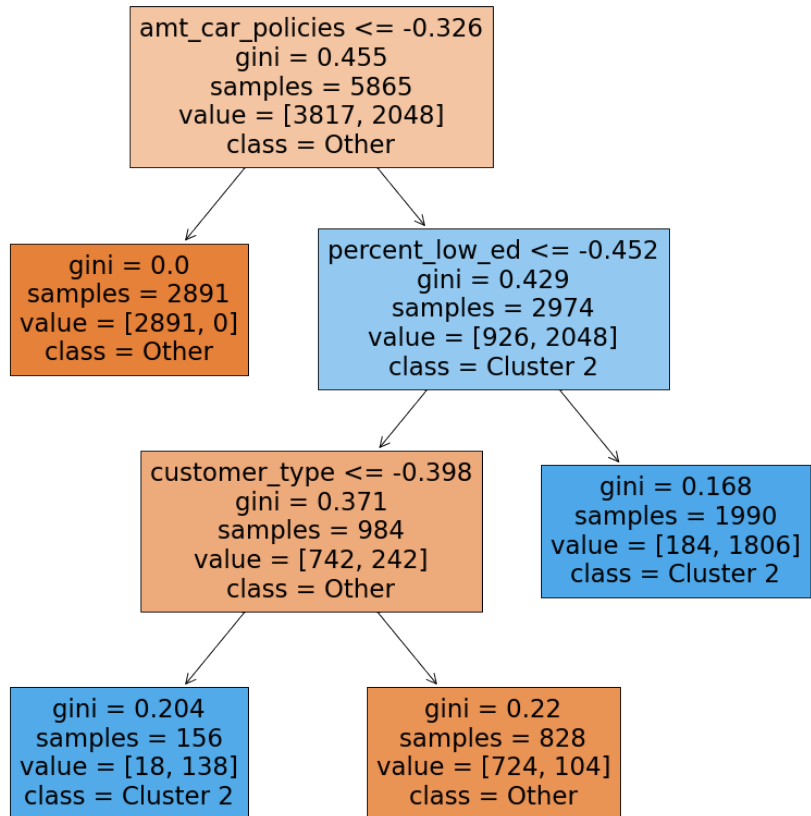 amt_car_policies <= -0.326
gini = 0.455
samples = 5865
value = [3817, 2048]
class = Other
gini = 0.0
samples = 2891
value = [2891, 0]
class = Other
percent_low_ed <= -0.452
gini = 0.429
samples = 2974
value = [926, 2048]
class = Cluster 2
customer_type <= -0.398
gini = 0.371
samples = 984
value = [742, 242]
class = Other
gini = 0.168
samples = 1990
value = [184, 1806]
class = Cluster 2
gini = 0.204
samples = 156
value = [18, 138]
class = Cluster 2
gini = 0.22
samples = 828
value = [724, 104]
class = Other